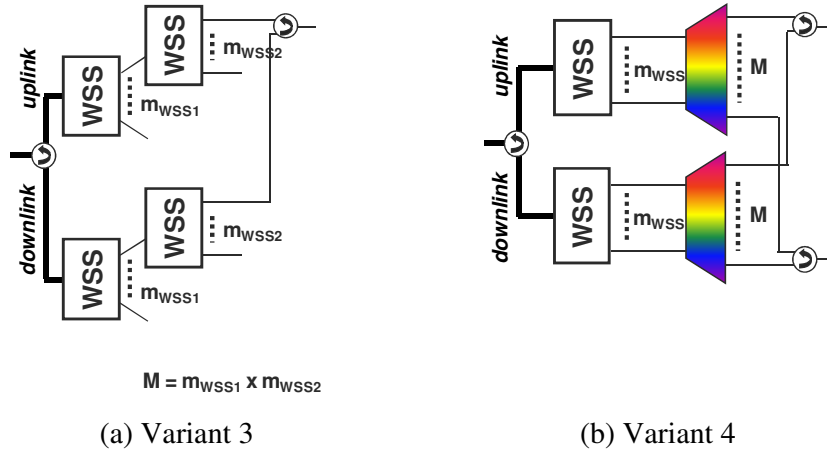 uplink
WSS
m_WSS1
WSS
m_WSS2
downlink
WSS
m_WSS1
WSS
m_WSS2
M = m_WSS1 x m_WSS2
(a) Variant 3
uplink
WSS
m_WSS
M
downlink
WSS
m_WSS
M
(b) Variant 4